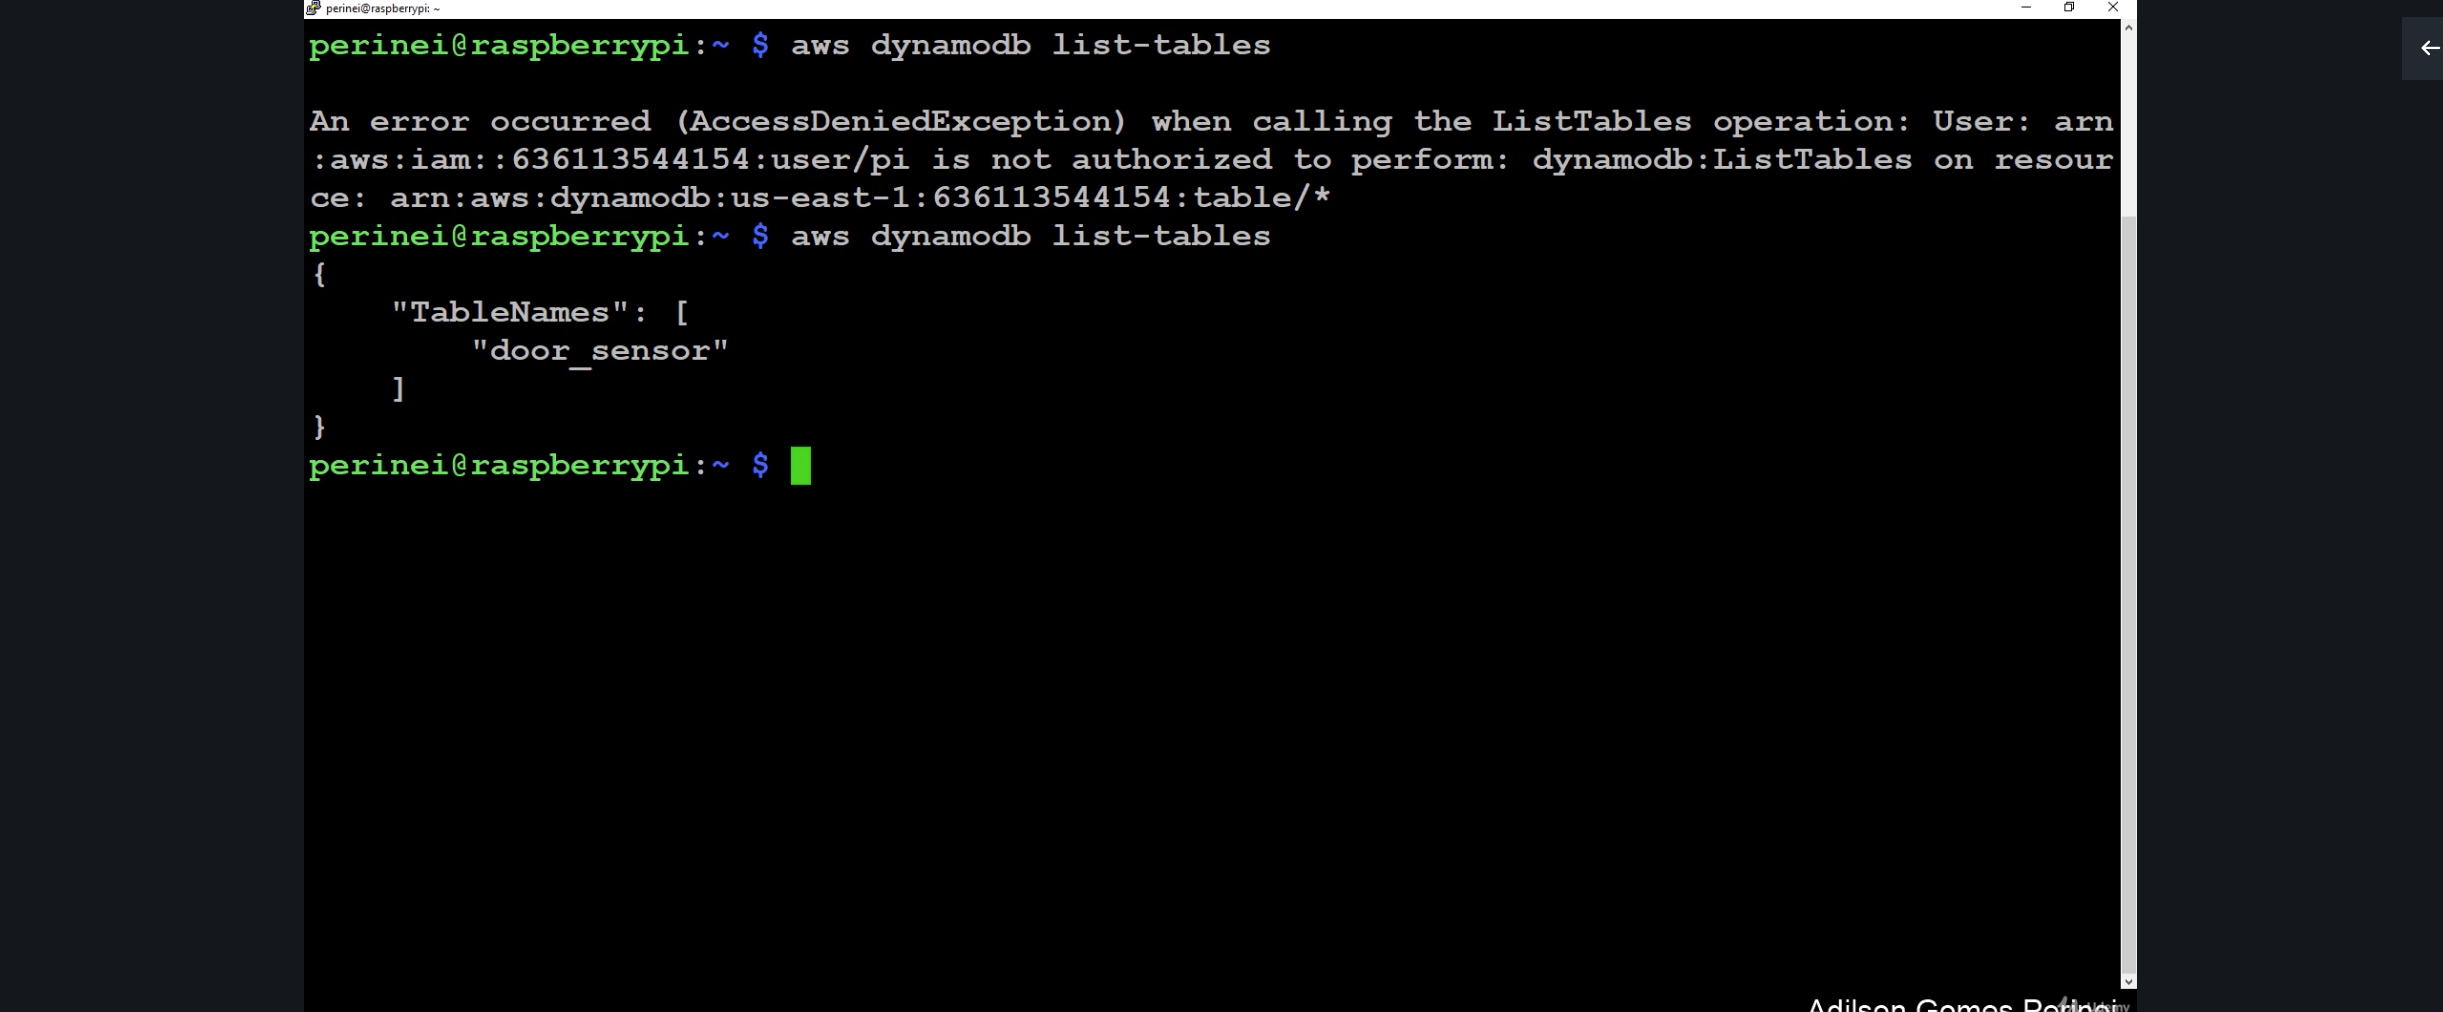 perinei@raspberrypi: ~
perinei@raspberrypi:~ $ aws dynamodb list-tables
An error occurred (AccessDeniedException) when calling the ListTables operation: User: arn
:aws:iam::636113544154:user/pi is not authorized to perform: dynamodb:ListTables on resour
ce: arn:aws:dynamodb:us-east-1:636113544154:table/*
perinei@raspberrypi:~ $ aws dynamodb list-tables
{
    "TableNames": [
        "door_sensor"
    ]
}
perinei@raspberrypi:~ $
Adilson Gomes Perinei